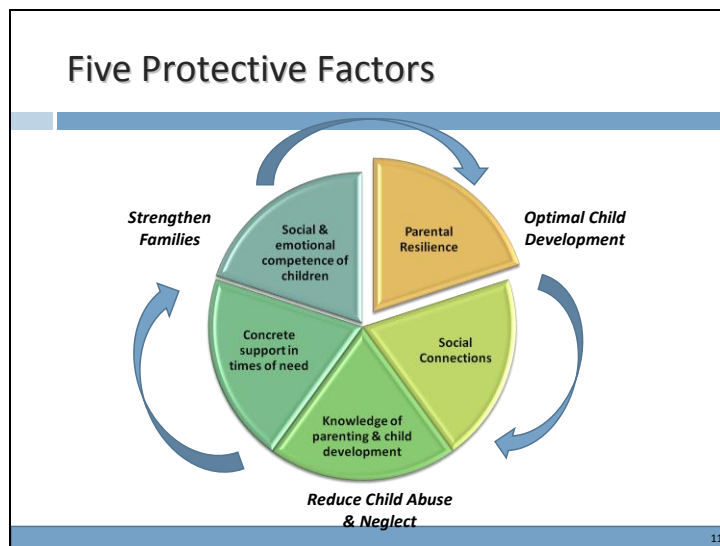 Five Protective Factors
Strengthen
Families
Social &
emotional
competence of
children
Parental
Resilience
Optimal Child
Development
Concrete
support in
times of need
Social
Connections
Knowledge of
parenting & child
development
Reduce Child Abuse
& Neglect
11